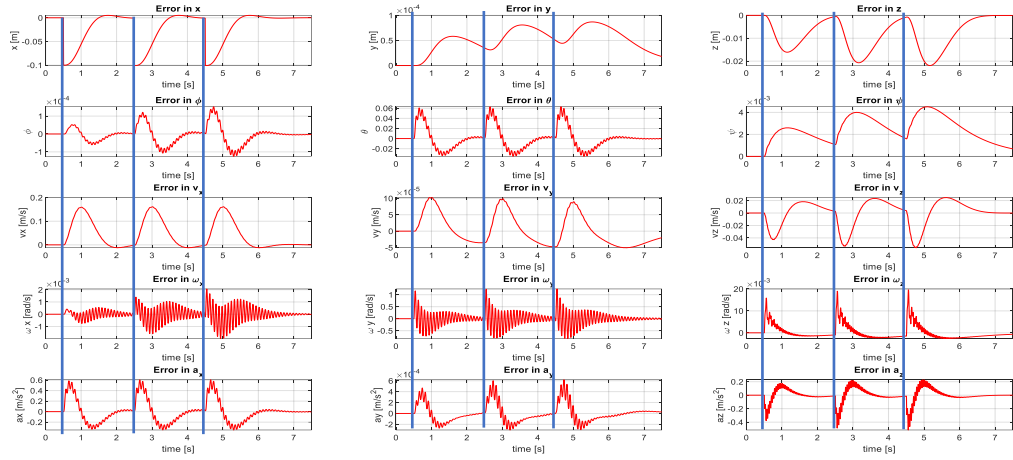 Error in x
0
-0.05
-0.1
x [m]
0 1 2 3 4 5 6 7
time [s]
Error in y
×10⁻⁴
1
0.5
0
y [m]
0 1 2 3 4 5 6 7
time [s]
Error in z
0
-0.01
-0.02
z [m]
0 1 2 3 4 5 6 7
time [s]
Error in ϕ
×10⁻⁴
1
0
-1
ϕ
0 1 2 3 4 5 6 7
time [s]
Error in θ
0.06
0.04
0.02
0
-0.02
θ
0 1 2 3 4 5 6 7
time [s]
Error in ψ
×10⁻³
4
2
0
ψ
0 1 2 3 4 5 6 7
time [s]
Error in vₓ
0.2
0.1
0
vx [m/s]
0 1 2 3 4 5 6 7
time [s]
Error in v_y
×10⁻⁵
10
5
0
-5
vy [m/s]
0 1 2 3 4 5 6 7
time [s]
Error in v_z
0.02
0
-0.02
-0.04
vz [m/s]
0 1 2 3 4 5 6 7
time [s]
Error in ωₓ
×10⁻³
2
1
0
-1
ω x [rad/s]
0 1 2 3 4 5 6 7
time [s]
Error in ω_y
1
0.5
0
-0.5
ω y [rad/s]
0 1 2 3 4 5 6 7
time [s]
Error in ω_z
×10⁻³
20
10
0
ω z [rad/s]
0 1 2 3 4 5 6 7
time [s]
Error in aₓ
0.6
0.4
0.2
0
-0.2
ax [m/s²]
0 1 2 3 4 5 6 7
time [s]
Error in a_y
×10⁻⁴
6
4
2
0
-2
ay [m/s²]
0 1 2 3 4 5 6 7
time [s]
Error in a_z
0.2
0
-0.2
-0.4
az [m/s²]
0 1 2 3 4 5 6 7
time [s]